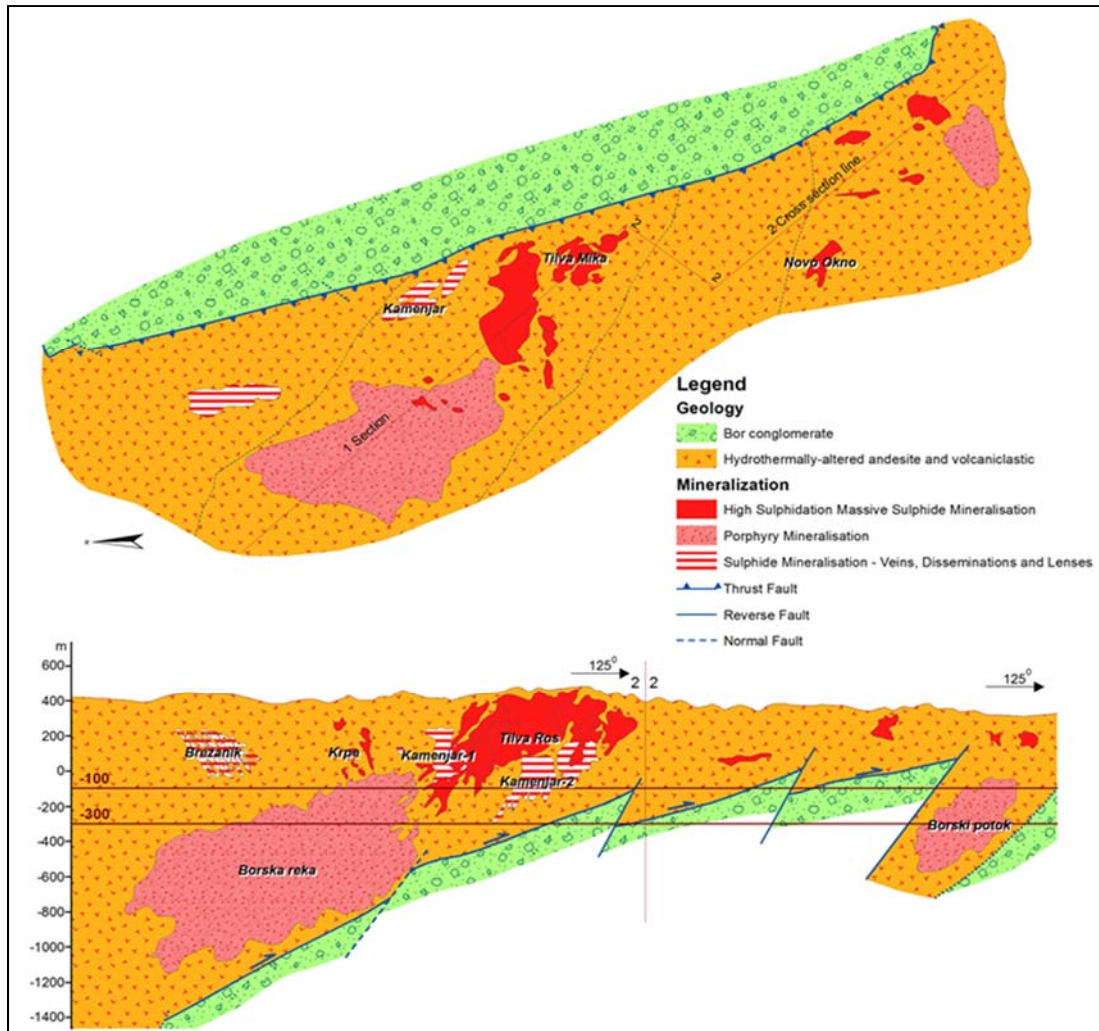 2
Tilva Mika
2-Cross section line
2
Novo Okno
Kamenjar
1 Section
Legend
Geology
Bor conglomerate
Hydrothermally-altered andesite and volcaniclastic
Mineralization
High Sulphidation Massive Sulphide Mineralisation
Porphyry Mineralisation
Sulphide Mineralisation - Veins, Disseminations and Lenses
Thrust Fault
Reverse Fault
Normal Fault
m
600
400
200
0
-100
-200
-300
-400
-600
-800
-1000
-1200
-1400
125⁰
2 2
125⁰
Brezanik
Krpe
Kamenjar-1
Tilva Ros
Kamenjar-2
Borska reka
Borski potok